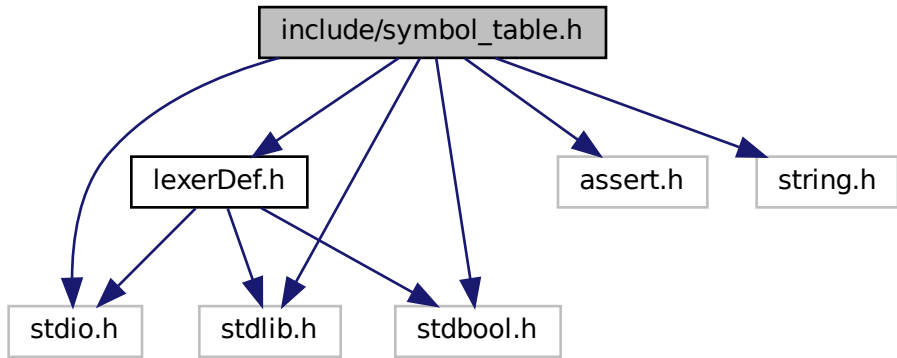 include/symbol_table.h
lexerDef.h
assert.h
string.h
stdio.h
stdlib.h
stdbool.h